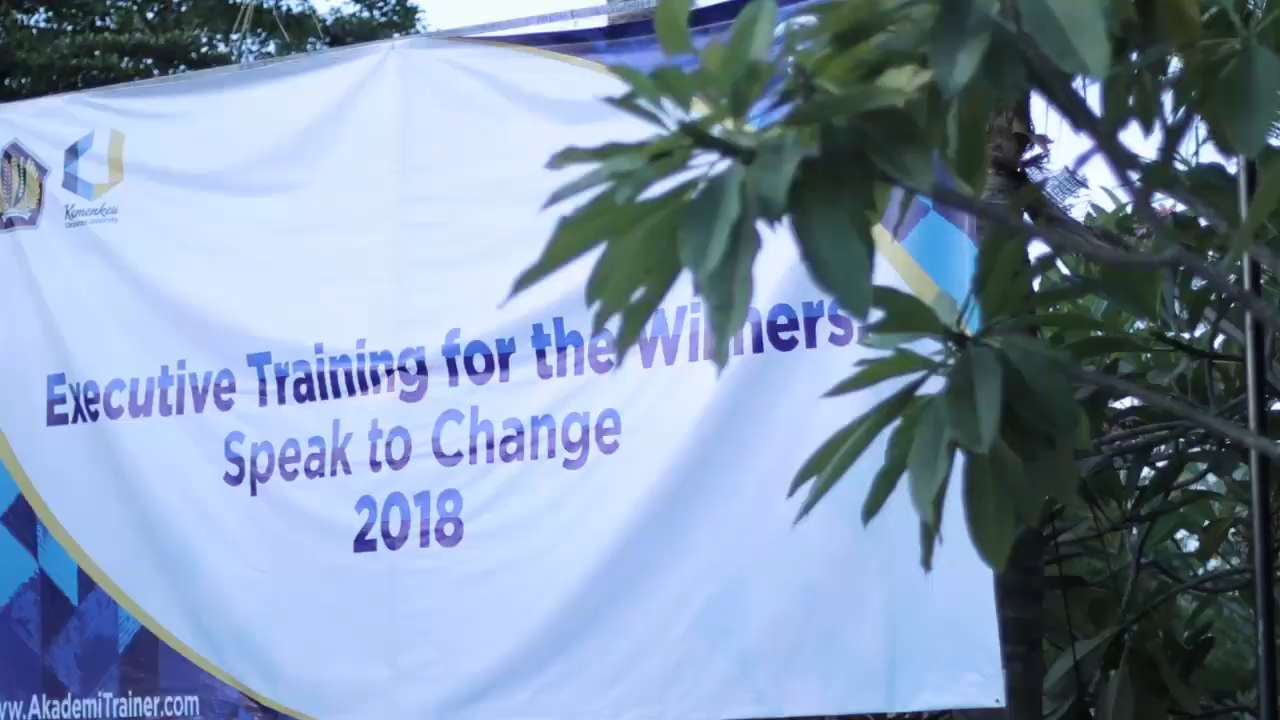 Kemenkeu
Executive Training for the Winners:
Speak to Change
2018
www.AkademiTrainer.com